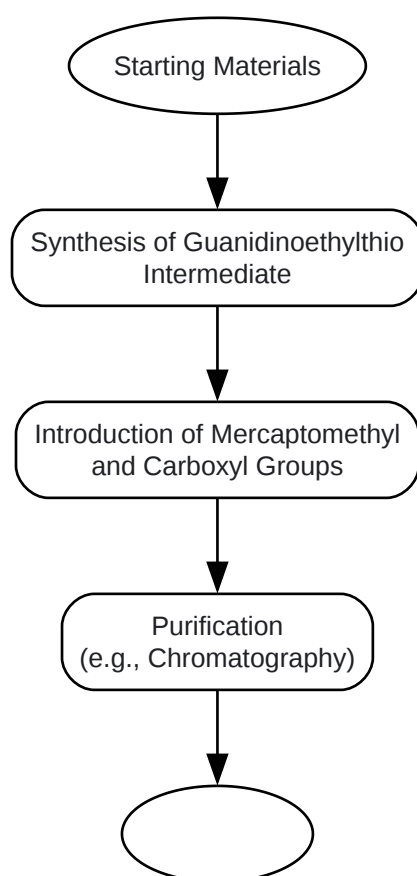 Starting Materials
Synthesis of Guanidinoethylthio
Intermediate
Introduction of Mercaptomethyl
and Carboxyl Groups
Purification
(e.g., Chromatography)